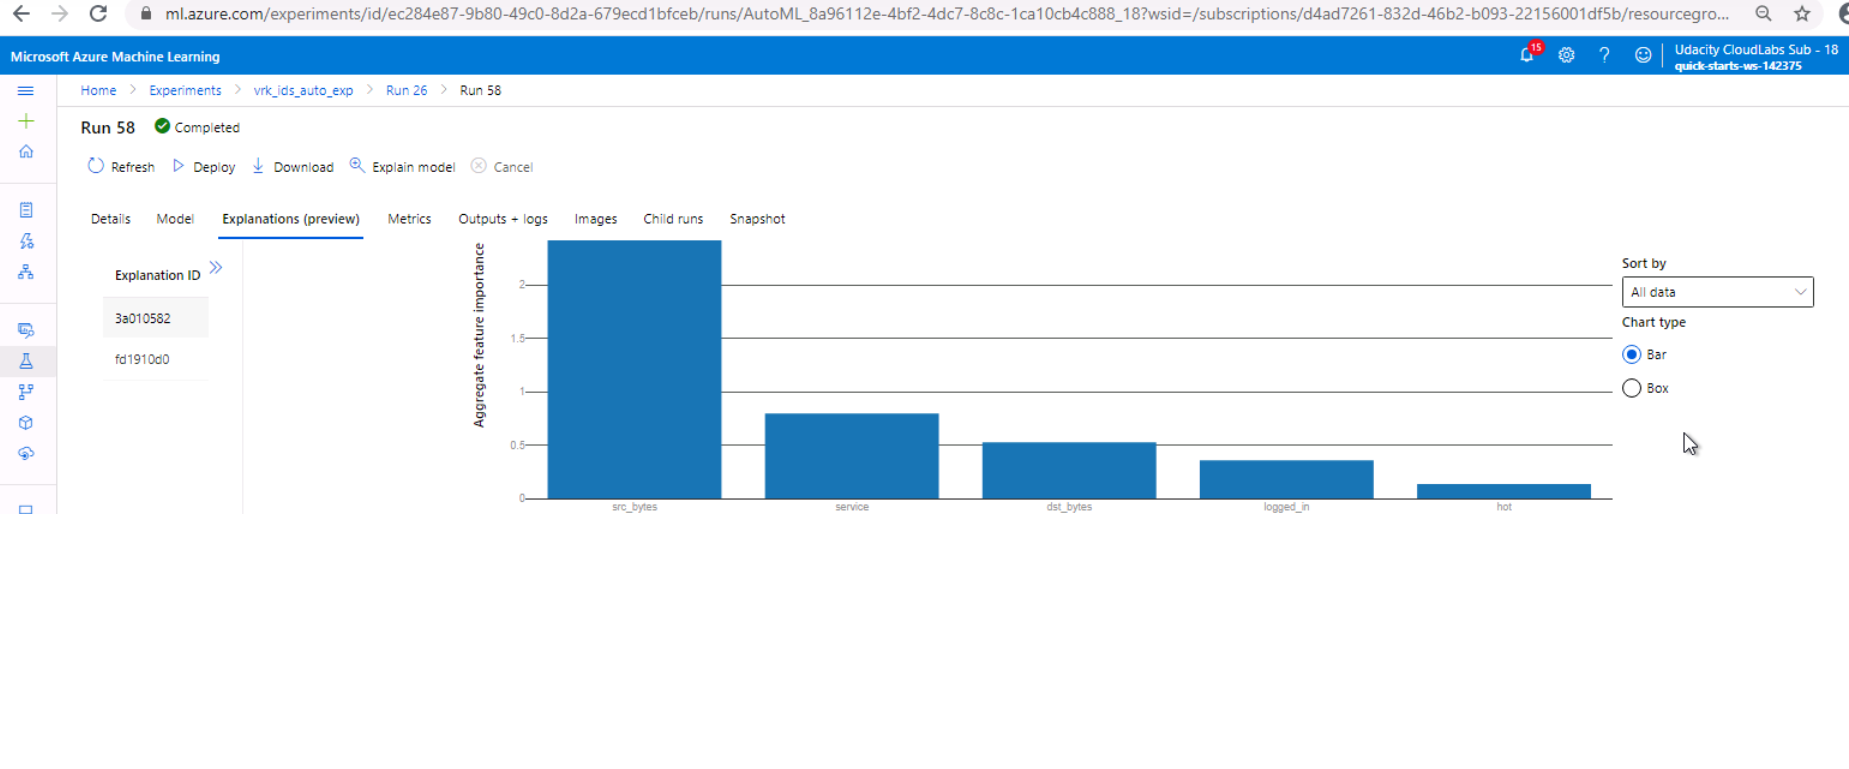 ml.azure.com/experiments/id/ec284e87-9b80-49c0-8d2a-679ecd1bfceb/runs/AutoML_8a96112e-4bf2-4dc7-8c8c-1ca10cb4c888_18?wsid=/subscriptions/d4ad7261-832d-46b2-b093-22156001df5b/resourcegro...
Microsoft Azure Machine Learning
15
?
Udacity CloudLabs Sub - 18
quick-starts-ws-142375
Home > Experiments > vrk_ids_auto_exp > Run 26 > Run 58
Run 58 Completed
Refresh Deploy Download Explain model Cancel
Details Model Explanations (preview) Metrics Outputs + logs Images Child runs Snapshot
Explanation ID
3a010582
fd1910d0
Aggregate feature importance
2
1.5
1
0.5
0
src_bytes service dst_bytes logged_in hot
Sort by
All data
Chart type
Bar
Box